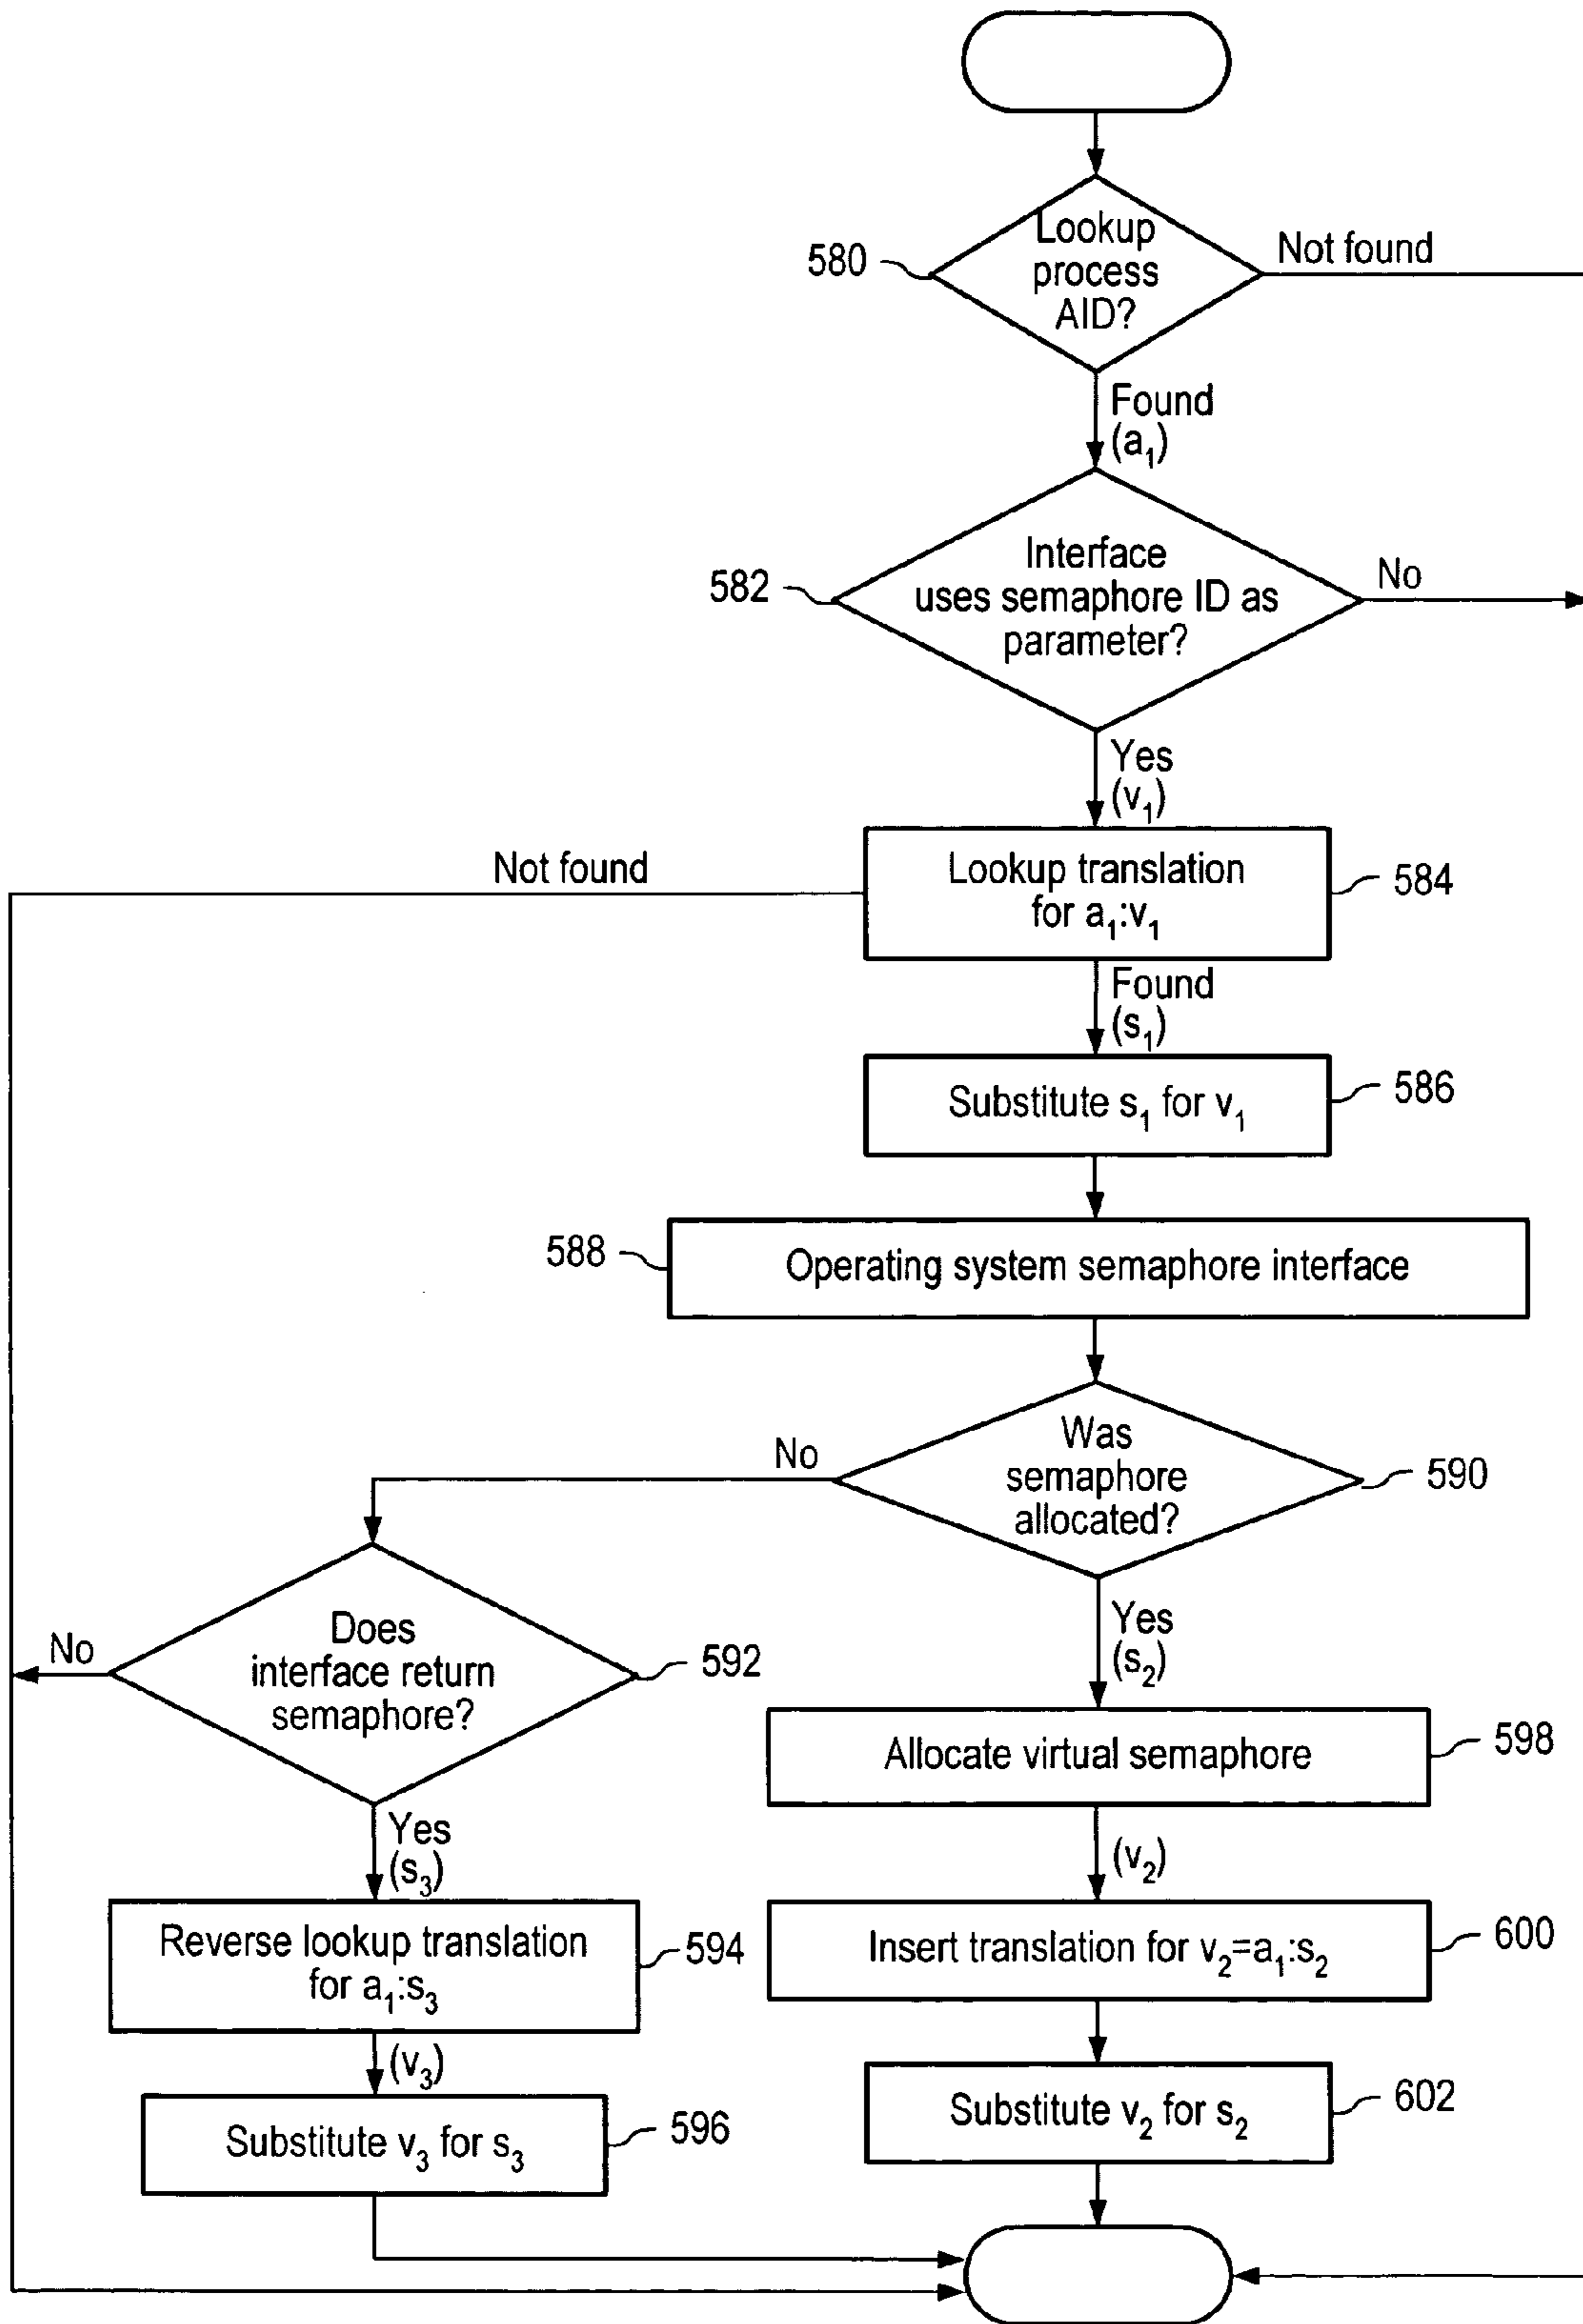 Lookup
process
AID?
580
Not found
Found
(a₁)
Interface
uses semaphore ID as
parameter?
582
No
Yes
(v₁)
Not found
Lookup translation
for a₁:v₁
584
Found
(s₁)
Substitute s₁ for v₁
586
588
Operating system semaphore interface
Was
semaphore
allocated?
590
No
Does
interface return
semaphore?
592
No
Yes
(s₂)
Allocate virtual semaphore
598
Yes
(s₃)
(v₂)
Reverse lookup translation
for a₁:s₃
594
Insert translation for v₂=a₁:s₂
600
(v₃)
Substitute v₃ for s₃
596
Substitute v₂ for s₂
602